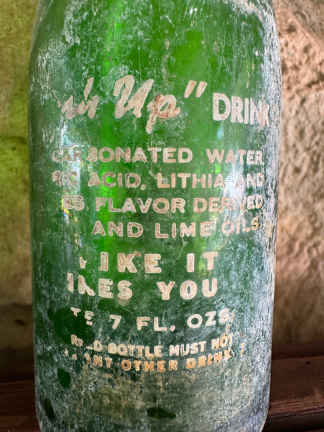 Up" DRINK
CARBONATED WATER
ACID, LITHIA AND
FLAVOR DERIVED
AND LIME OILS
LIKE IT
LIKES YOU
7 FL. OZS.
BOTTLE MUST NOT
OTHER DRINK